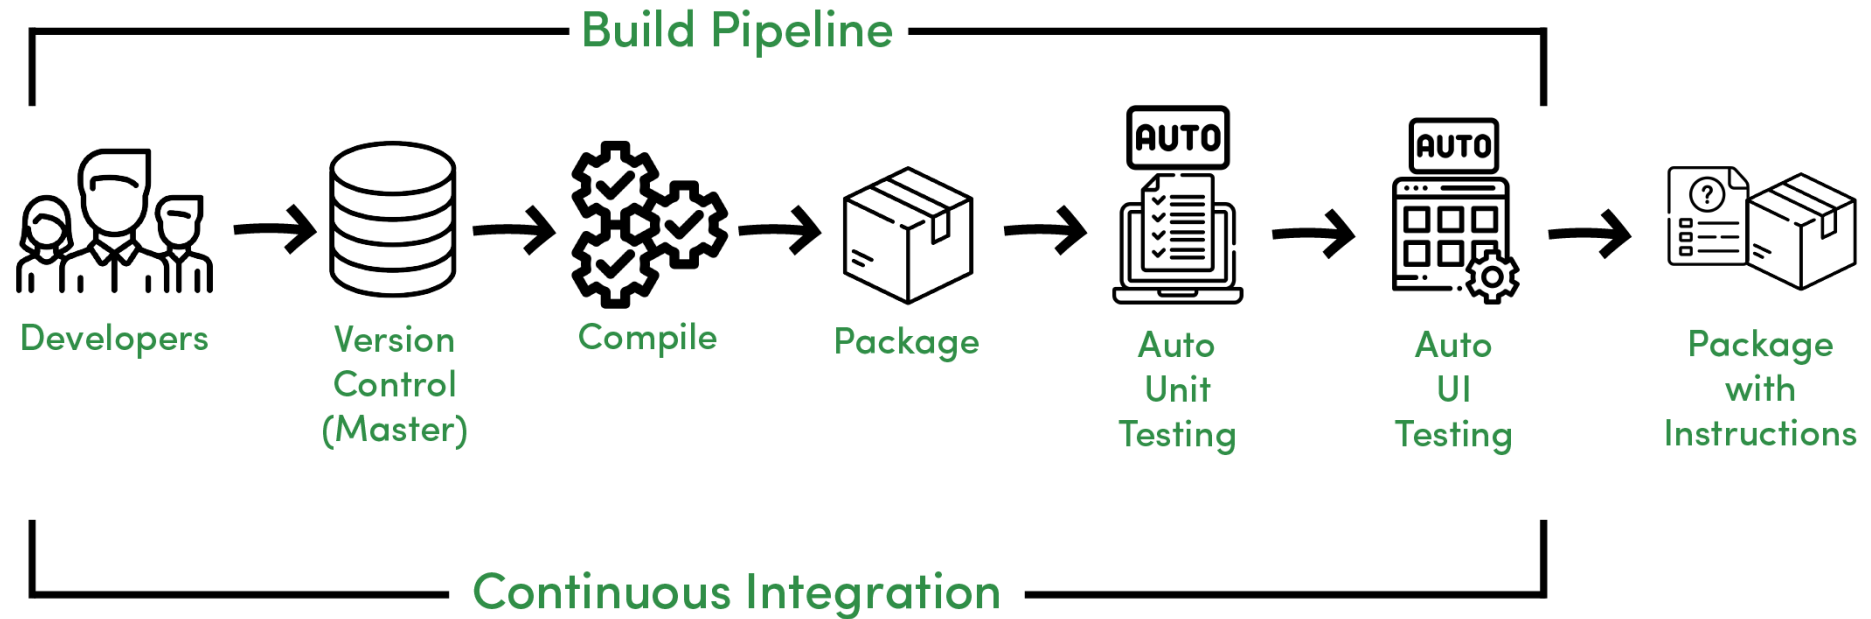 Build Pipeline
AUTO
AUTO
?
Developers
Version
Control
(Master)
Compile
Package
Auto
Unit
Testing
Auto
UI
Testing
Package
with
Instructions
Continuous Integration